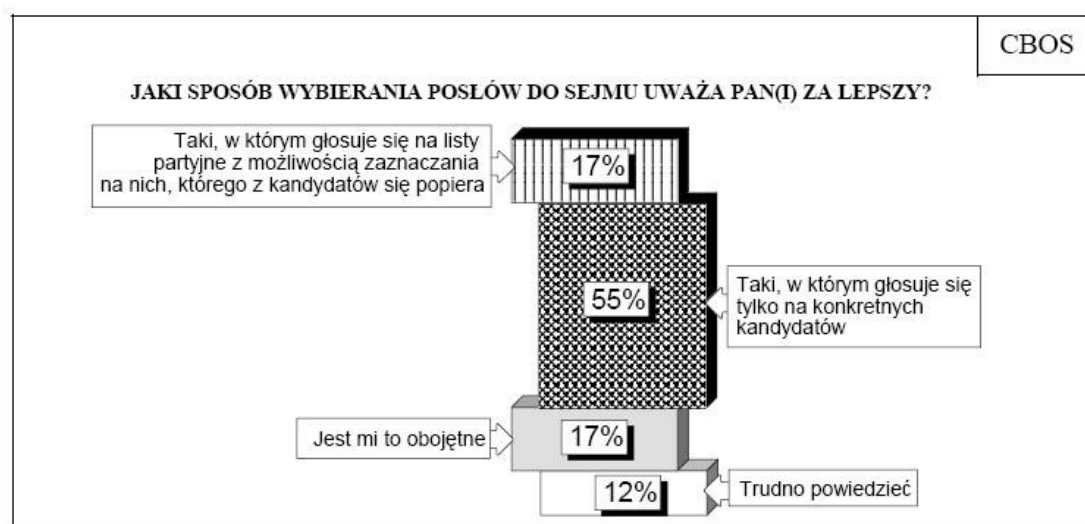 CBOS
JAKI SPOSÓB WYBIERANIA POSŁÓW DO SEJMU UWAŻA PAN(I) ZA LEPSZY?
Taki, w którym głosuje się na listy
partyjne z możliwością zaznaczania
na nich, którego z kandydatów się popiera
17%
55%
Taki, w którym głosuje się
tylko na konkretnych
kandydatów
Jest mi to obojętne
17%
12%
Trudno powiedzieć